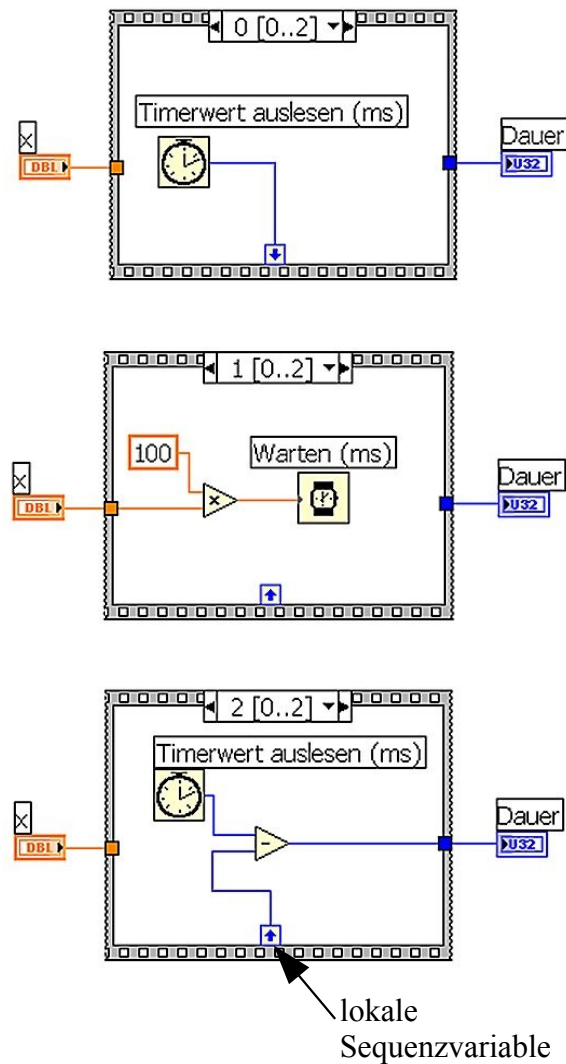 0 [0..2]
Timerwert auslesen (ms)
x
DBL
Dauer
U32
1 [0..2]
100
Warten (ms)
x
DBL
Dauer
U32
2 [0..2]
Timerwert auslesen (ms)
x
DBL
Dauer
U32
lokale
Sequenzvariable